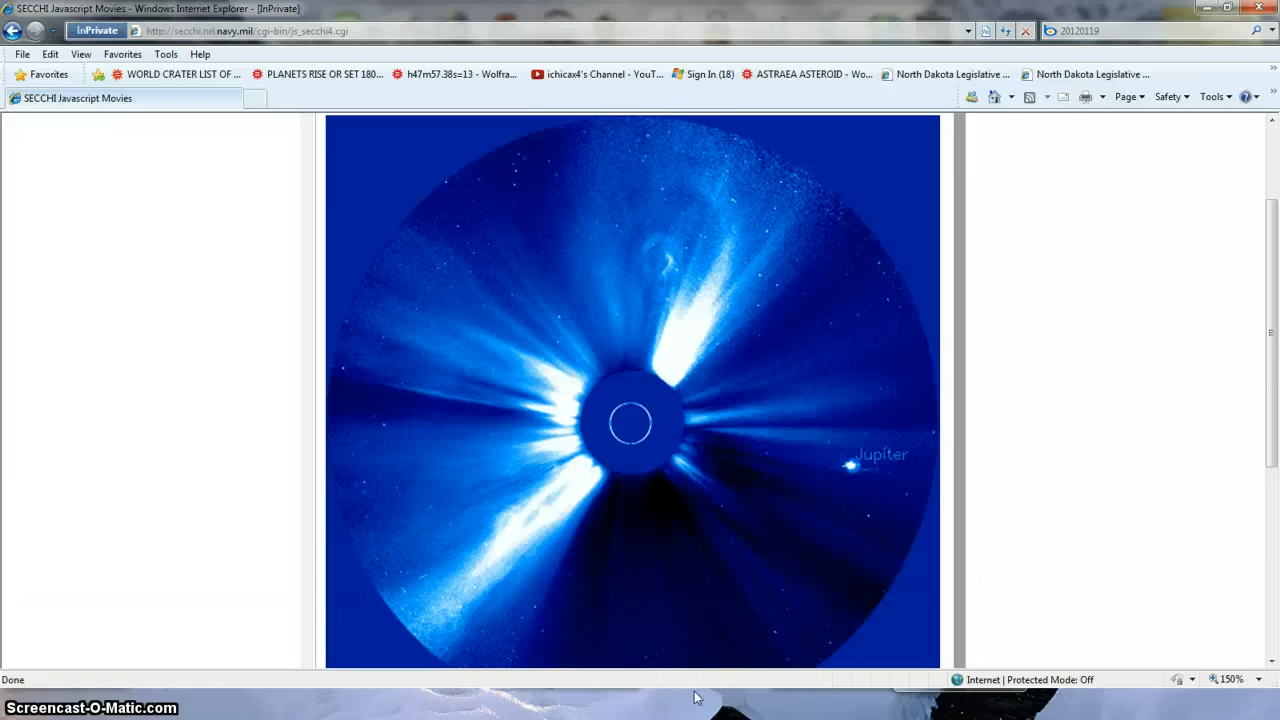 SECCHI Javascript Movies - Windows Internet Explorer - [InPrivate]
InPrivate http://secchi.nrl.navy.mil/cgi-bin/js_secchi4.cgi 20120119
File Edit View Favorites Tools Help
Favorites WORLD CRATER LIST OF ... PLANETS RISE OR SET 180... h47m57.38s=13 - Wolfra... ichicax4's Channel - YouT... Sign In (18) ASTRAEA ASTEROID - Wo... North Dakota Legislative ... North Dakota Legislative ...
SECCHI Javascript Movies Page Safety Tools
Jupiter
Done Internet | Protected Mode: Off 150%
Screencast-O-Matic.com